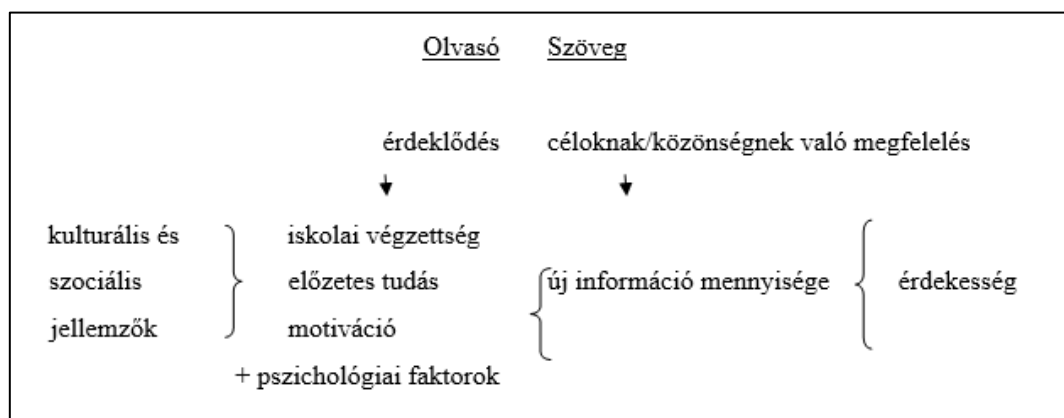 Olvasó Szöveg
érdeklődés céloknak/közönségnek való megfelelés
kulturális és iskolai végzettség
szociális előzetes tudás új információ mennyisége érdekesség
jellemzők motiváció
+ pszichológiai faktorok